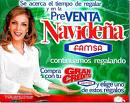 Se acerca el tiempo de regalar y
en la
PreVENTA
Navideña
FAMSA
continuamos regalando
Compra
tu
con
GRAN
y elige uno
de estos regalos